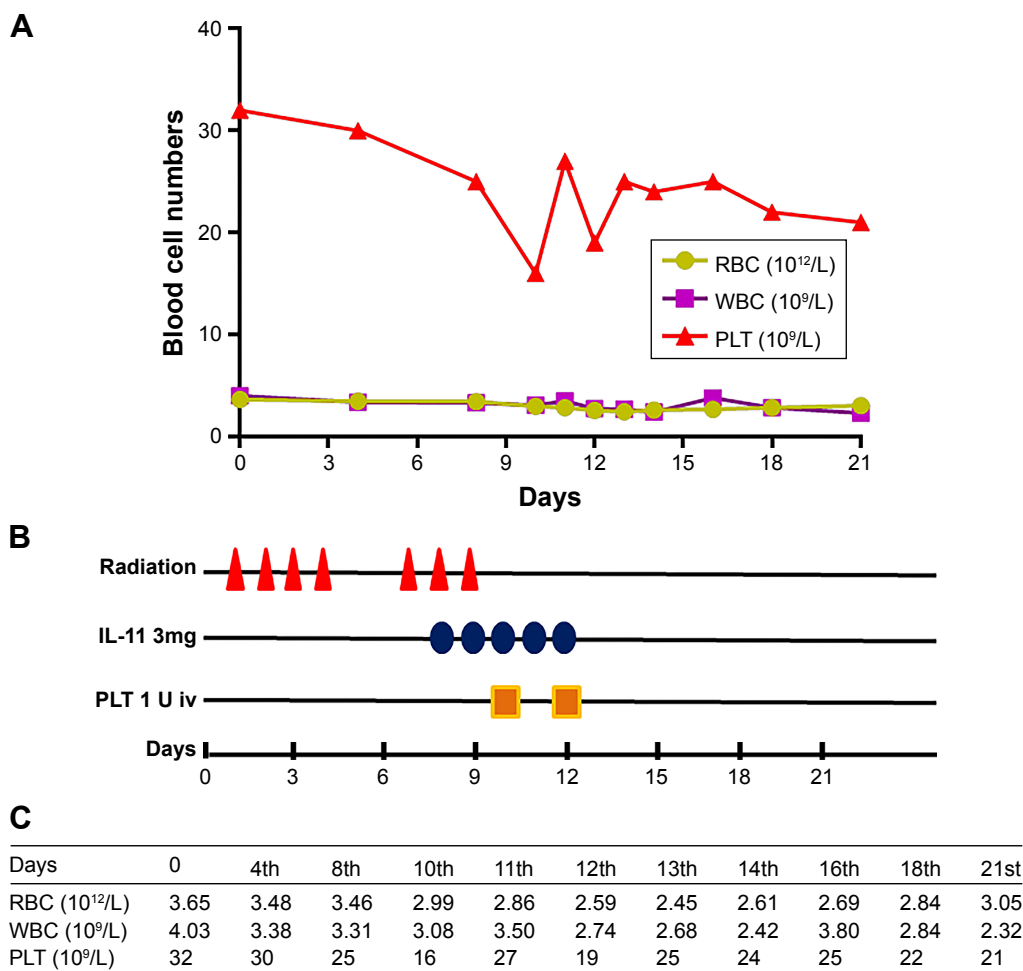 A
Blood cell numbers
40
30
20
10
0
RBC (10¹²/L)
WBC (10⁹/L)
PLT (10⁹/L)
0 3 6 9 12 15 18 21
Days
B
Radiation
IL-11 3mg
PLT 1 U iv
Days
0 3 6 9 12 15 18 21
C
Days 0 4th 8th 10th 11th 12th 13th 14th 16th 18th 21st
RBC (10¹²/L) 3.65 3.48 3.46 2.99 2.86 2.59 2.45 2.61 2.69 2.84 3.05
WBC (10⁹/L) 4.03 3.38 3.31 3.08 3.50 2.74 2.68 2.42 3.80 2.84 2.32
PLT (10⁹/L) 32 30 25 16 27 19 25 24 25 22 21